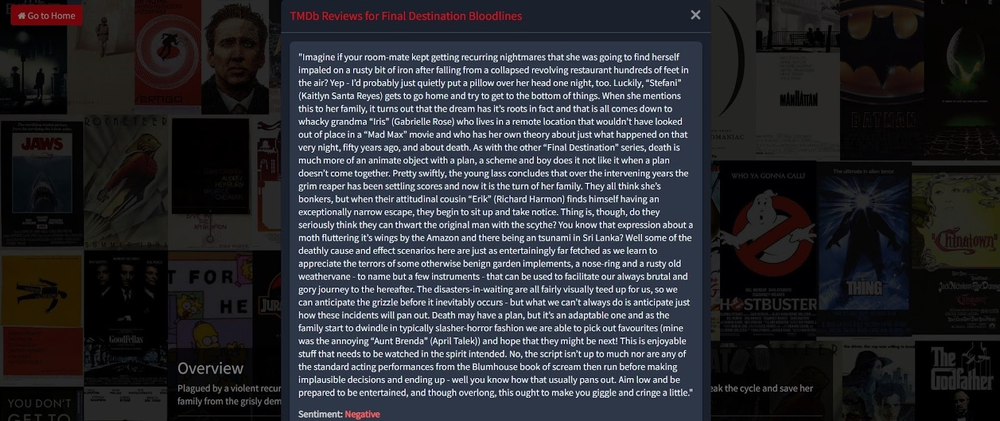 Go to Home
TMDb Reviews for Final Destination Bloodlines
"Imagine if your room-mate kept getting recurring nightmares that she was going to find herself
impaled on a rusty bit of iron after falling from a collapsed revolving restaurant hundreds of feet in
the air? Yep - I’d probably just quietly put a pillow over her head one night, too. Luckily, “Stefani”
(Kaitlyn Santa Reyes) gets to go home and try to get to the bottom of things. When she mentions
this to her family, it turns out that the dream has it’s roots in fact and that is all comes down to
whacky grandma “Iris” (Gabrielle Rose) who lives in a remote location that wouldn’t have looked
out of place in a “Mad Max” movie and who has her own theory about just what happened on that
very night, fifty years ago, and about death. As with the other “Final Destination” series, death is
much more of an animate object with a plan, a scheme and boy does it not like it when a plan
doesn’t come together. Pretty swiftly, the young lass concludes that over the intervening years the
grim reaper has been settling scores and now it is the turn of her family. They all think she’s
bonkers, but when their attitudinal cousin “Erik” (Richard Harmon) finds himself having an
exceptionally narrow escape, they begin to sit up and take notice. Thing is, though, do they
seriously think they can thwart the original man with the scythe? You know that expression about a
moth fluttering it’s wings by the Amazon and there being an tsunami in Sri Lanka? Well some of the
deathly cause and effect scenarios here are just as entertainingly far fetched as we learn to
appreciate the terrors of some otherwise benign garden implements, a nose-ring and a rusty old
weathervane - to name but a few instruments - that can be used to facilitate our always brutal and
gory journey to the hereafter. The disasters-in-waiting are all fairly visually teed up for us, so we
can anticipate the grizzle before it inevitably occurs - but what we can’t always do is anticipate just
how these incidents will pan out. Death may have a plan, but it’s an adaptable one and as the
family start to dwindle in typically slasher-horror fashion we are able to pick out favourites (mine
was the annoying “Aunt Brenda” (April Talek)) and hope that they might be next! This is enjoyable
stuff that needs to be watched in the spirit intended. No, the script isn’t up to much nor are any of
the standard acting performances from the Blumhouse book of scream then run before making
implausible decisions and ending up - well you know how that usually pans out. Aim low and be
prepared to be entertained, and though overlong, this ought to make you giggle and cringe a little."
Sentiment: Negative
Overview
Plagued by a violent recur
family from the grisly dem
eak the cycle and save her
JAWS
ROCKETEER
SUMMER 1991
GoodFellas
T FOR
HE
YOU DON'T
GET TO
MANHATTAN
BATMAN
WHO YA GONNA CALL?
HOSTBUSTER
The ultimate in alien terror.
THE THING
"Chinatown"
The
Godfather